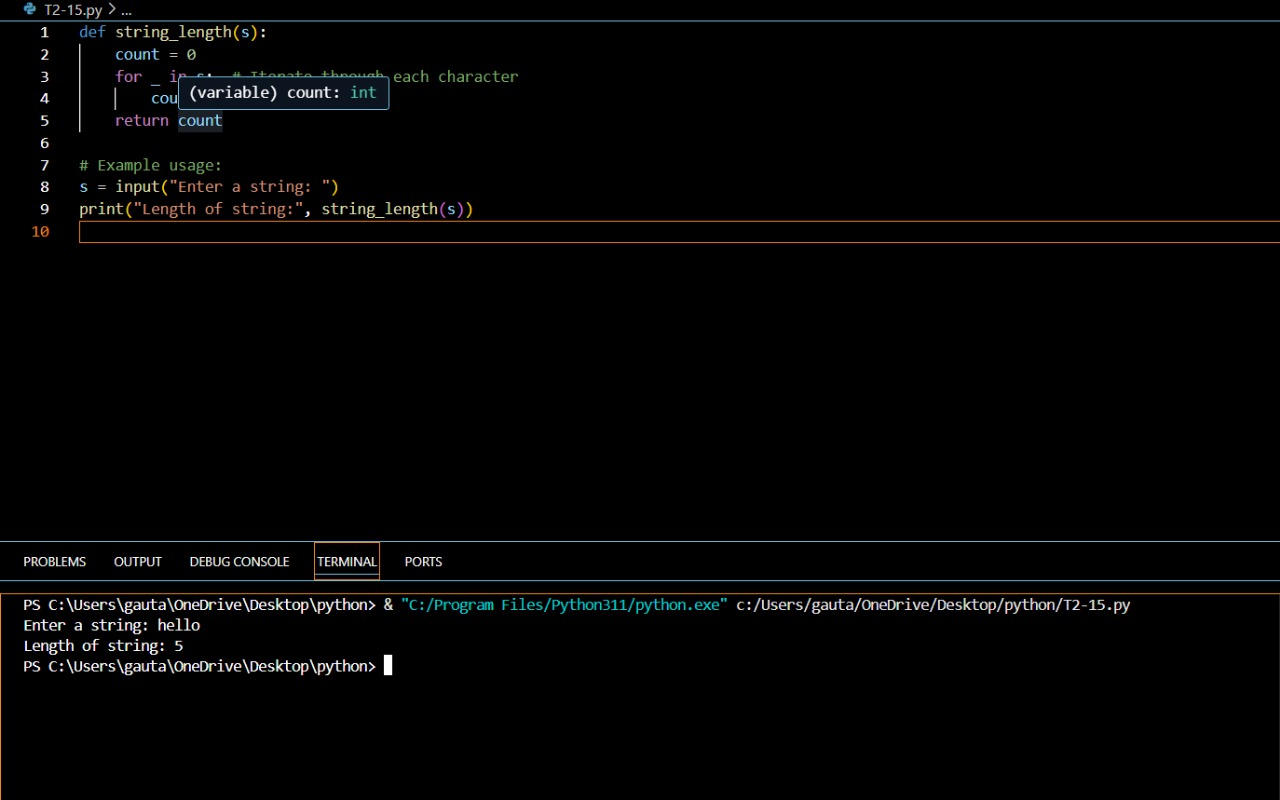 T2-15.py > ...
1 def string_length(s):
2 count = 0
3 for _ in s: # Iterate through each character
(variable) count: int
4 cou
5 return count
6
7 # Example usage:
8 s = input("Enter a string: ")
9 print("Length of string:", string_length(s))
10
PROBLEMS OUTPUT DEBUG CONSOLE TERMINAL PORTS
PS C:\Users\gauta\OneDrive\Desktop\python> & "C:/Program Files/Python311/python.exe" c:/Users/gauta/OneDrive/Desktop/python/T2-15.py
Enter a string: hello
Length of string: 5
PS C:\Users\gauta\OneDrive\Desktop\python>